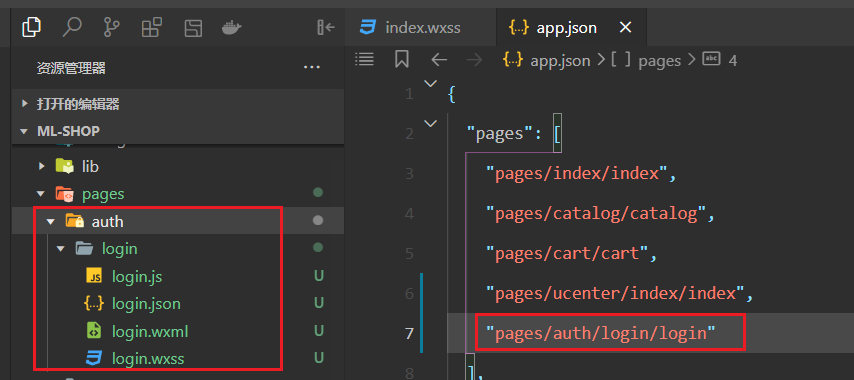 资源管理器
打开的编辑器
ML-SHOP
lib
pages
auth
login
login.js U
login.json U
login.wxml U
login.wxss U
index.wxss
app.json
app.json > [ ] pages > abc 4
1 {
2 "pages": [
3 "pages/index/index",
4 "pages/catalog/catalog",
5 "pages/cart/cart",
6 "pages/ucenter/index/index",
7 "pages/auth/login/login"
8 ],